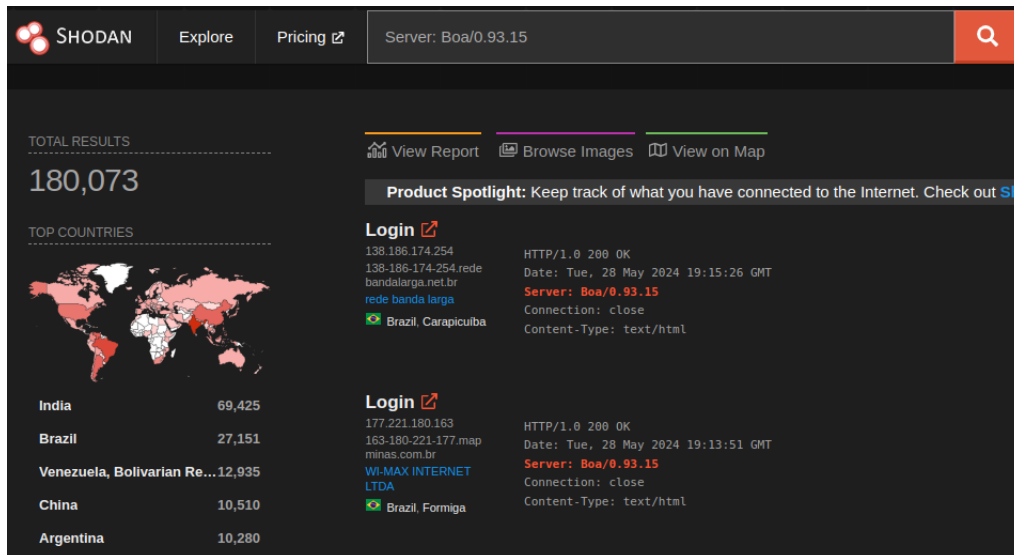 SHODAN
Explore
Pricing
Server: Boa/0.93.15
TOTAL RESULTS
180,073
TOP COUNTRIES
India 69,425
Brazil 27,151
Venezuela, Bolivarian Re... 12,935
China 10,510
Argentina 10,280
View Report
Browse Images
View on Map
Product Spotlight: Keep track of what you have connected to the Internet. Check out
Login
138.186.174.254
138-186-174-254.rede
bandalarga.net.br
rede banda larga
Brazil, Carapicuíba
HTTP/1.0 200 OK
Date: Tue, 28 May 2024 19:15:26 GMT
Server: Boa/0.93.15
Connection: close
Content-Type: text/html
Login
177.221.180.163
163-180-221-177.map
minas.com.br
WI-MAX INTERNET
LTDA
Brazil, Formiga
HTTP/1.0 200 OK
Date: Tue, 28 May 2024 19:13:51 GMT
Server: Boa/0.93.15
Connection: close
Content-Type: text/html